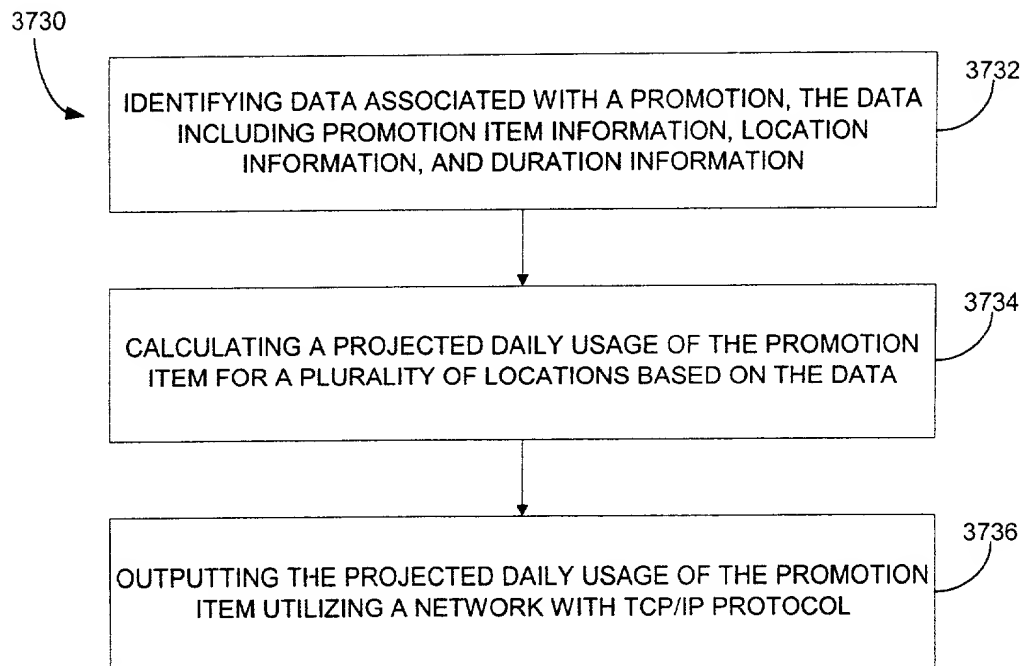 3730
3732
IDENTIFYING DATA ASSOCIATED WITH A PROMOTION, THE DATA
INCLUDING PROMOTION ITEM INFORMATION, LOCATION
INFORMATION, AND DURATION INFORMATION
3734
CALCULATING A PROJECTED DAILY USAGE OF THE PROMOTION
ITEM FOR A PLURALITY OF LOCATIONS BASED ON THE DATA
3736
OUTPUTTING THE PROJECTED DAILY USAGE OF THE PROMOTION
ITEM UTILIZING A NETWORK WITH TCP/IP PROTOCOL